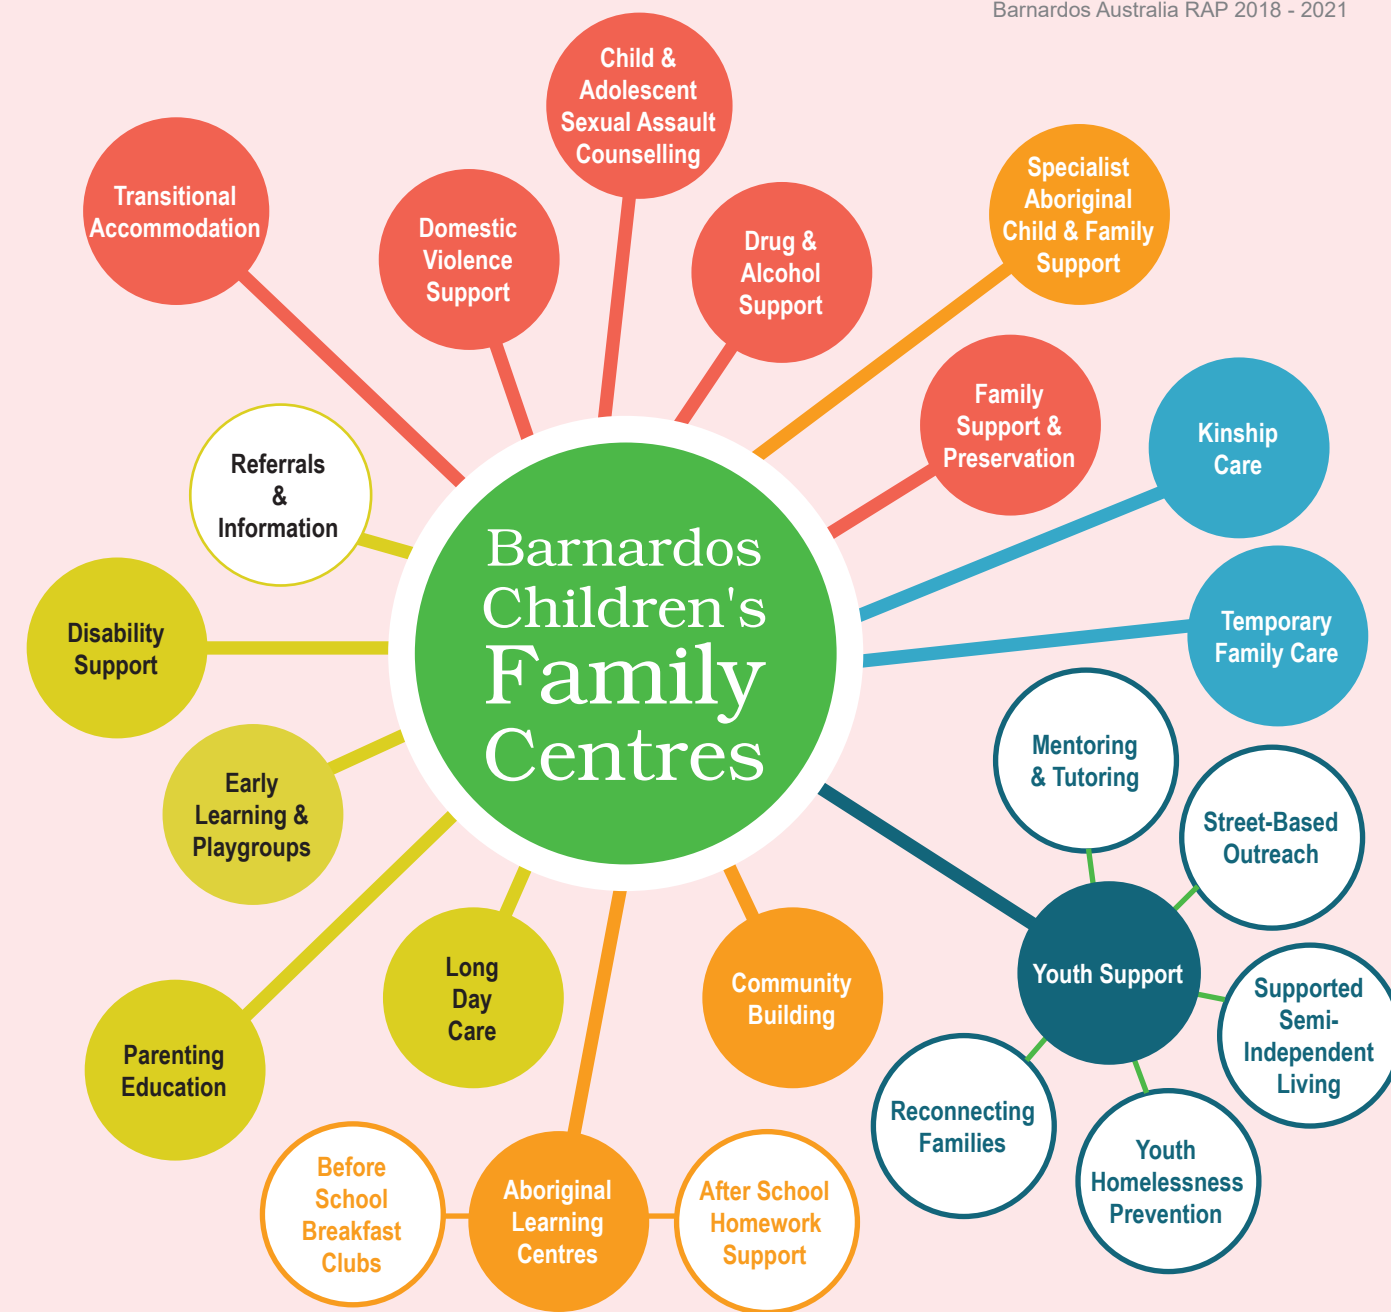 Barnardos Australia RAP 2018 - 2021
Child &
Adolescent
Sexual Assault
Counselling
Transitional
Accommodation
Domestic
Violence
Support
Drug &
Alcohol
Support
Specialist
Aboriginal
Child & Family
Support
Family
Support &
Preservation
Kinship
Care
Referrals
&
Information
Barnardos
Children's
Family
Centres
Disability
Support
Temporary
Family Care
Mentoring
& Tutoring
Early
Learning &
Playgroups
Street-Based
Outreach
Long
Day
Care
Community
Building
Youth Support
Supported
Semi-
Independent
Living
Parenting
Education
Reconnecting
Families
Youth
Homelessness
Prevention
Before
School
Breakfast
Clubs
Aboriginal
Learning
Centres
After School
Homework
Support